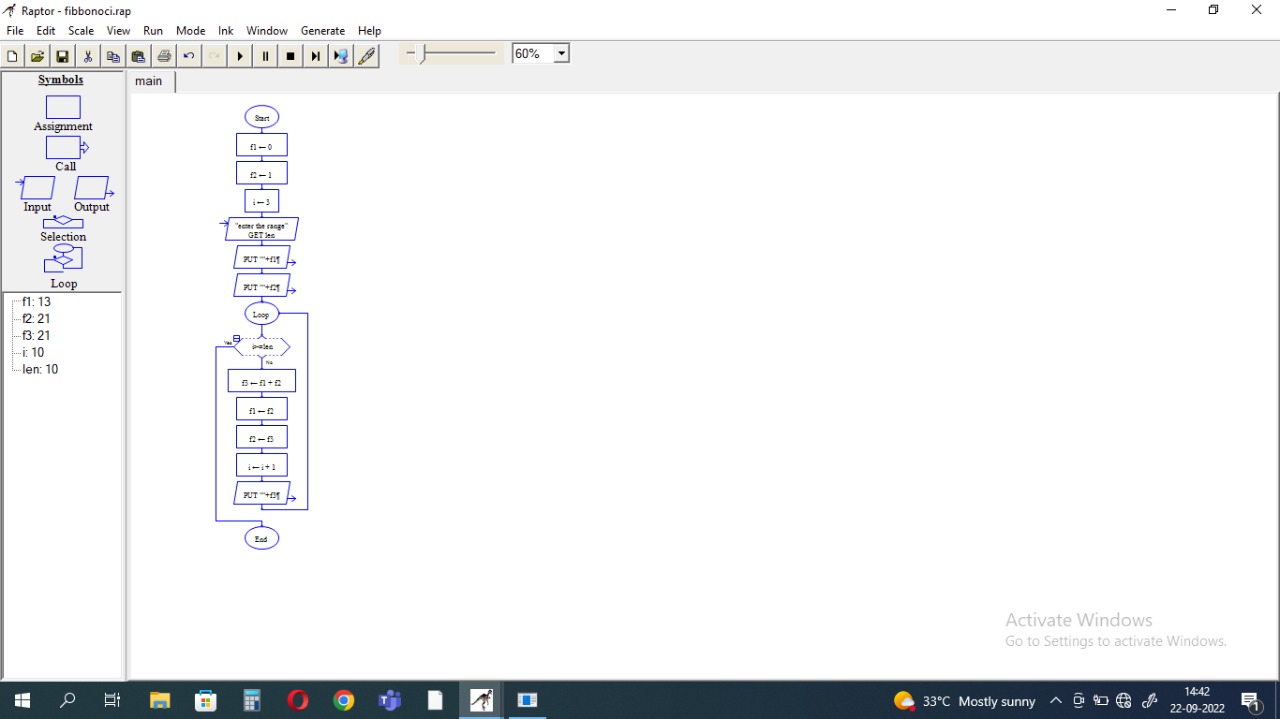 Raptor - fibbonoci.rap
File Edit Scale View Run Mode Ink Window Generate Help
60%
Symbols
main
Assignment
Call
Input Output
Selection
Loop
f1: 13
f2: 21
f3: 21
i: 10
len: 10
Start
f1 ← 0
f2 ← 1
i ← 3
"enter the range"
GET len
PUT ""+f1¶
PUT ""+f2¶
Loop
Yes
i>=len
No
f3 ← f1 + f2
f1 ← f2
f2 ← f3
i ← i + 1
PUT ""+f3¶
End
Activate Windows
Go to Settings to activate Windows.
33°C Mostly sunny
14:42
22-09-2022
1